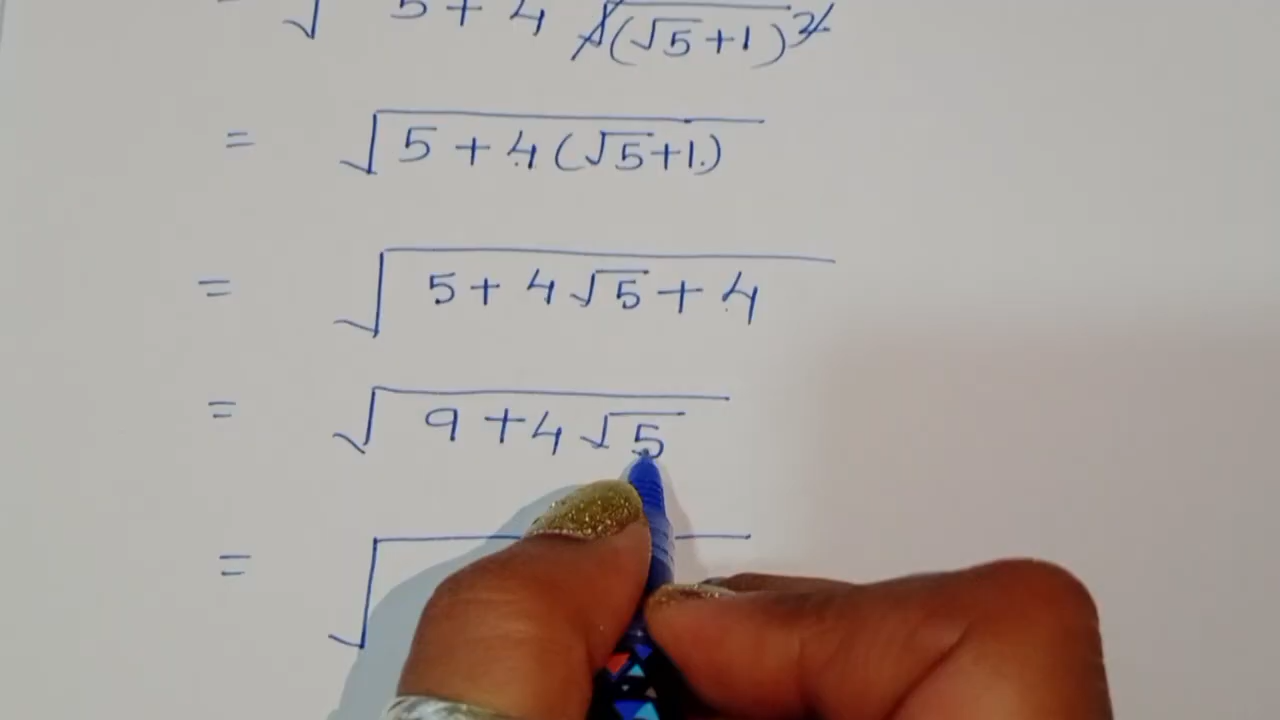 √5 + 4 √(√5+1)²
= √5 + 4(√5+1)
= √5 + 4√5 + 4
= √9 + 4√5
= √